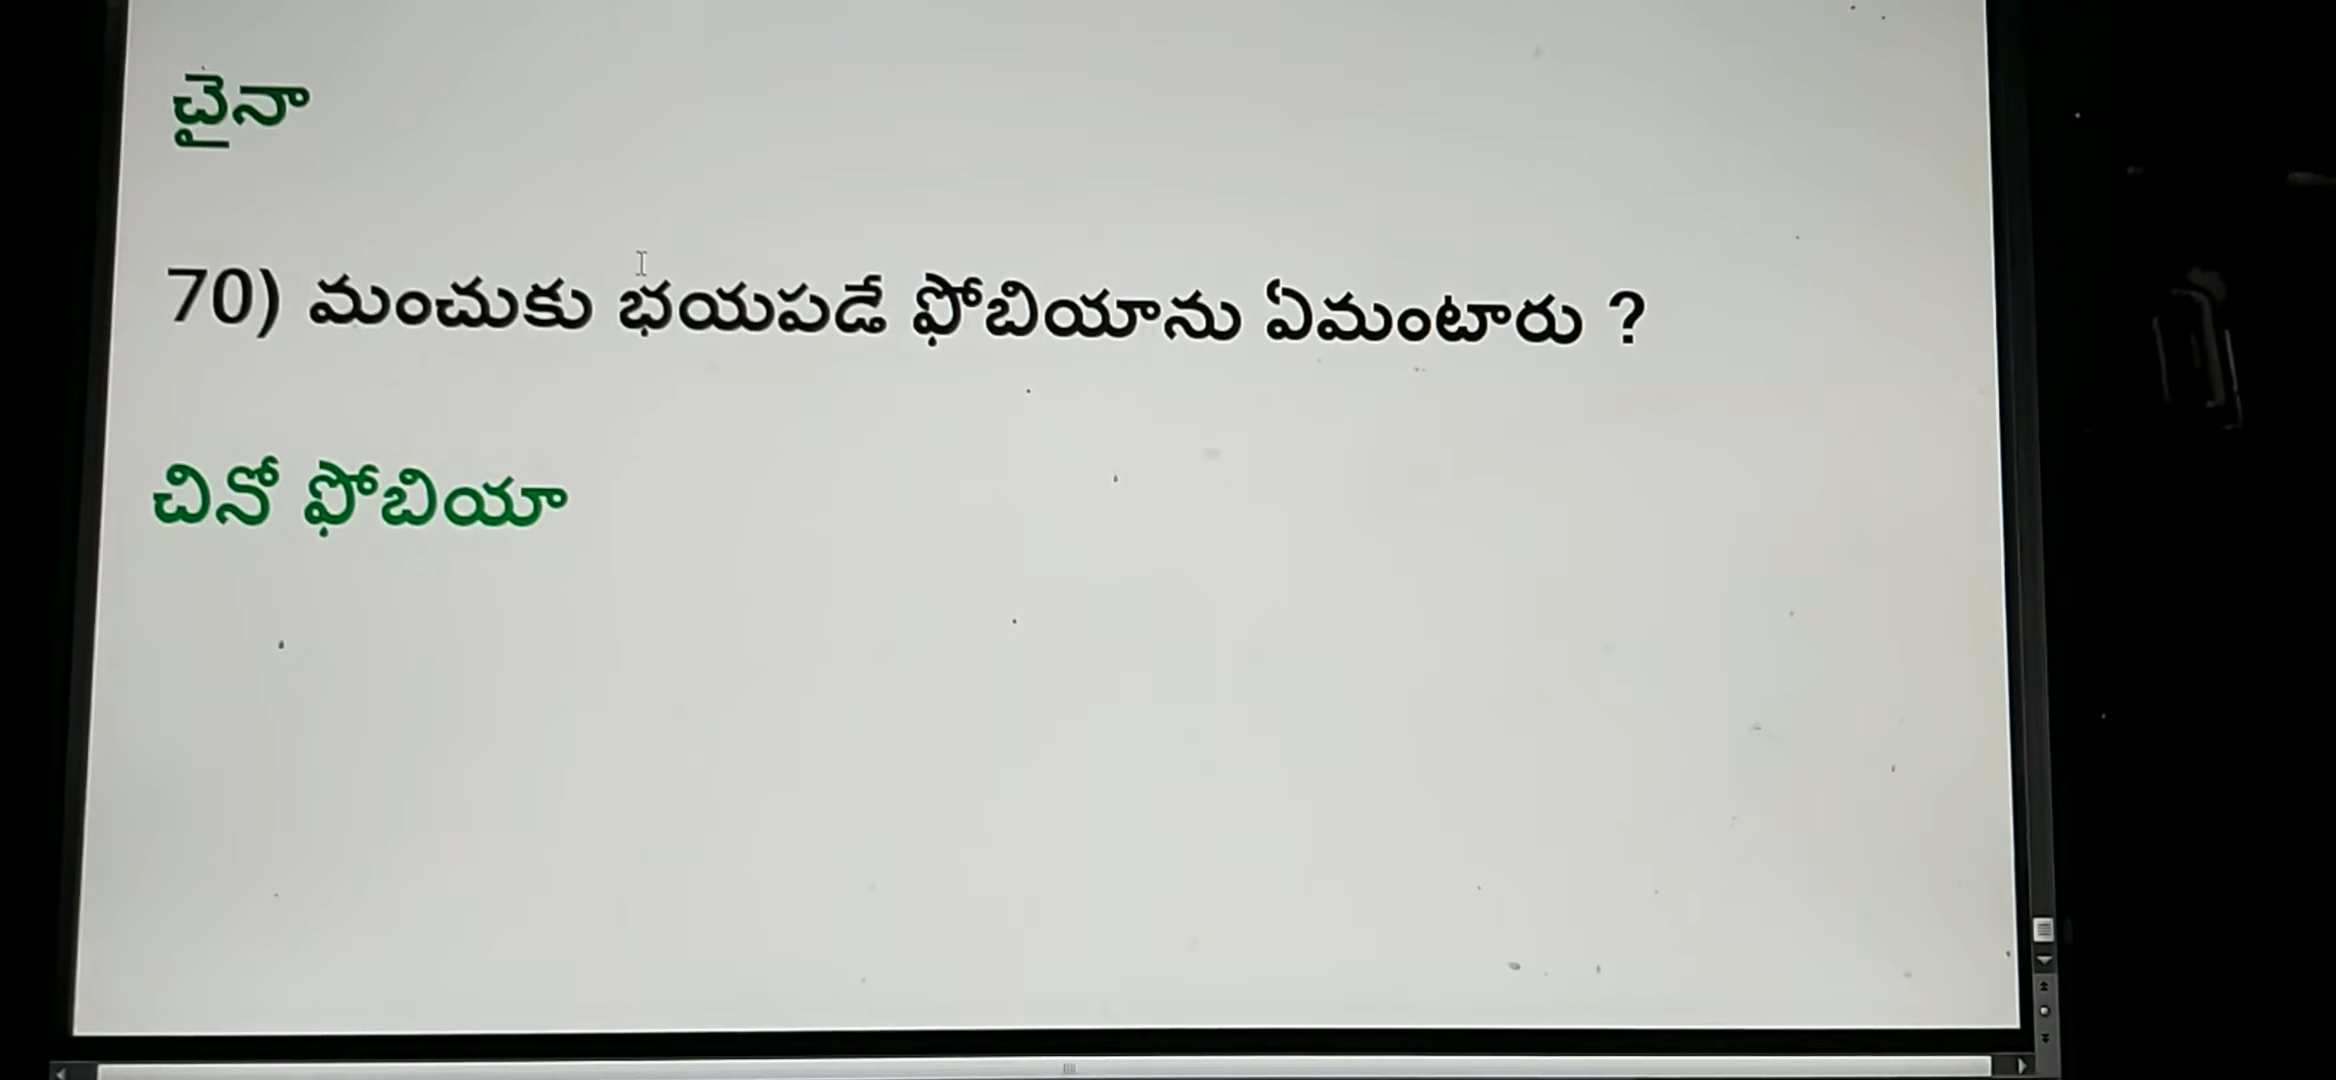 చైనా
70) మంచుకు భయపడే ఫోబియాను ఏమంటారు ?
చినో ఫోబియా